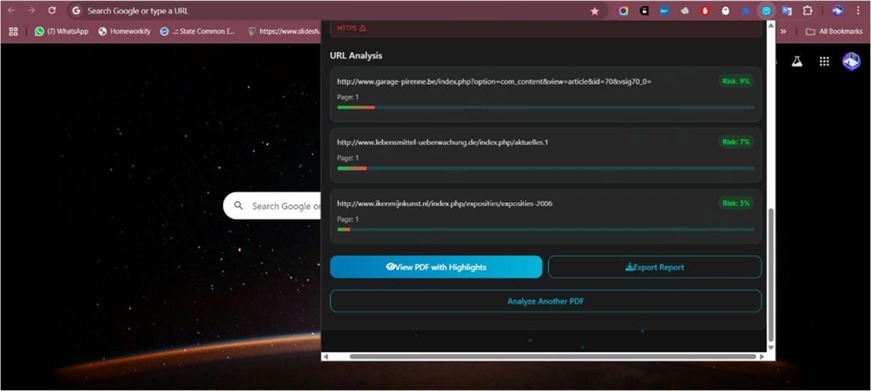 Search Google or type a URL
(7) WhatsApp
Homeworkify
..:: State Common E...
https://www.slidesh.
»
All Bookmarks
HTTPS
URL Analysis
http://www.garage-pirenne.be/index.php?option=com_content&view=article&id=70&vsig70_0=
Risk: 9%
Page: 1
http://www.lebensmittel-ueberwachung.de/index.php/aktuelles.1
Risk: 7%
Page: 1
Search Google or
http://www.ikenmijnkunst.nl/index.php/exposities/exposities-2006
Risk: 3%
Page: 1
View PDF with Highlights
Export Report
Analyze Another PDF